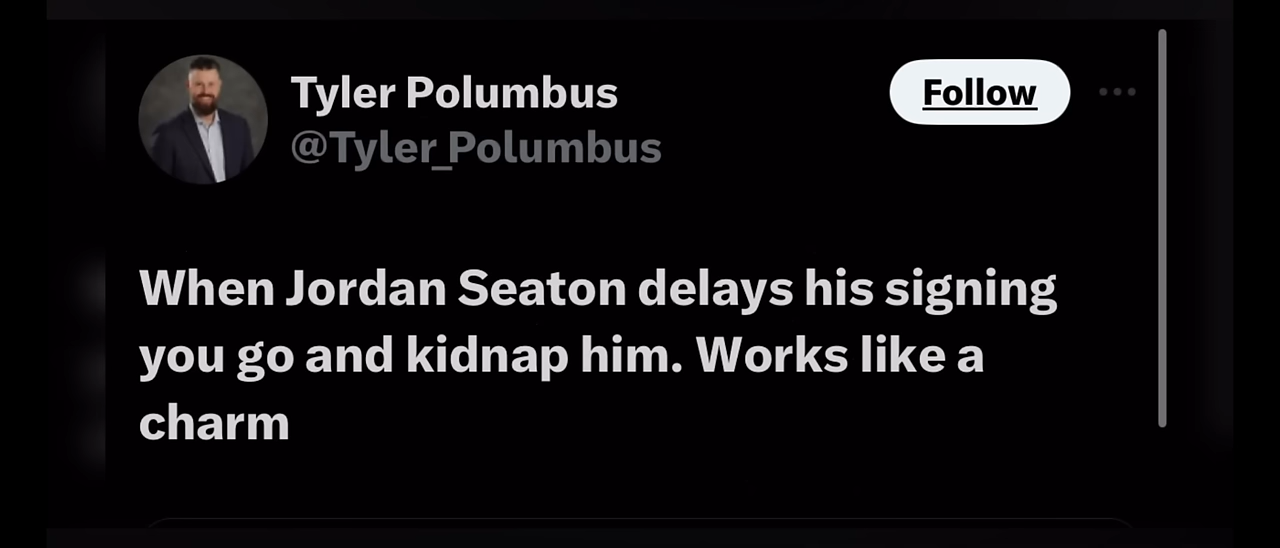 Tyler Polumbus
Follow
@Tyler_Polumbus
When Jordan Seaton delays his signing
you go and kidnap him. Works like a
charm